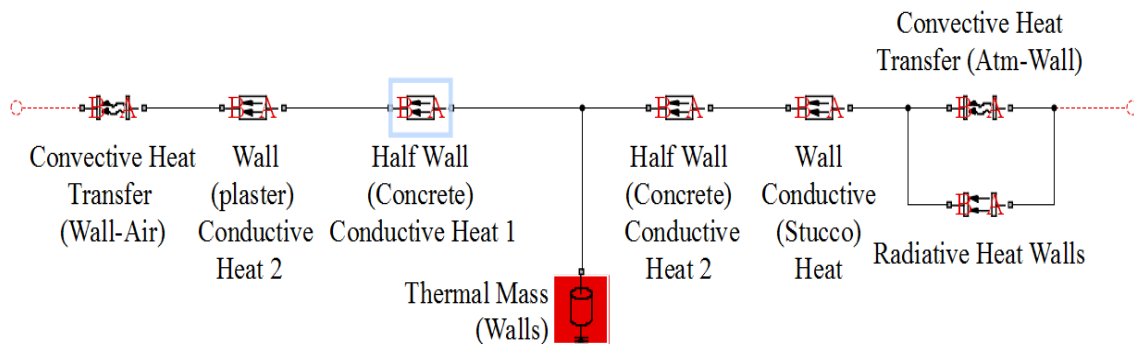 Convective Heat
Transfer (Atm-Wall)
B A
B A
B A
B A
B A
B A
Convective Heat
Transfer
(Wall-Air)
Wall
(plaster)
Conductive
Heat 2
Half Wall
(Concrete)
Conductive Heat 1
Half Wall
(Concrete)
Conductive
Heat 2
Wall
Conductive
(Stucco)
Heat
B A
Radiative Heat Walls
Thermal Mass
(Walls)